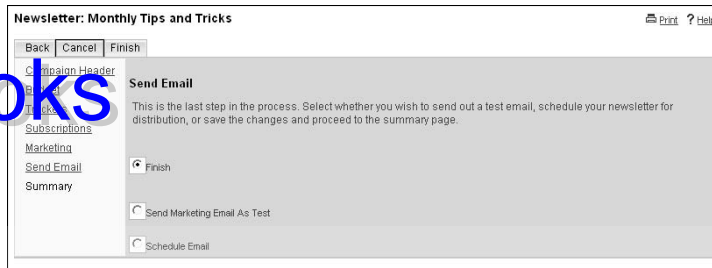 Newsletter: Monthly Tips and Tricks
Print ? Help
Back Cancel Finish
Campaign Header
oks
Send Email
This is the last step in the process. Select whether you wish to send out a test email, schedule your newsletter for
distribution, or save the changes and proceed to the summary page.
Subscriptions
Marketing
Send Email
Summary
Finish
Send Marketing Email As Test
Schedule Email